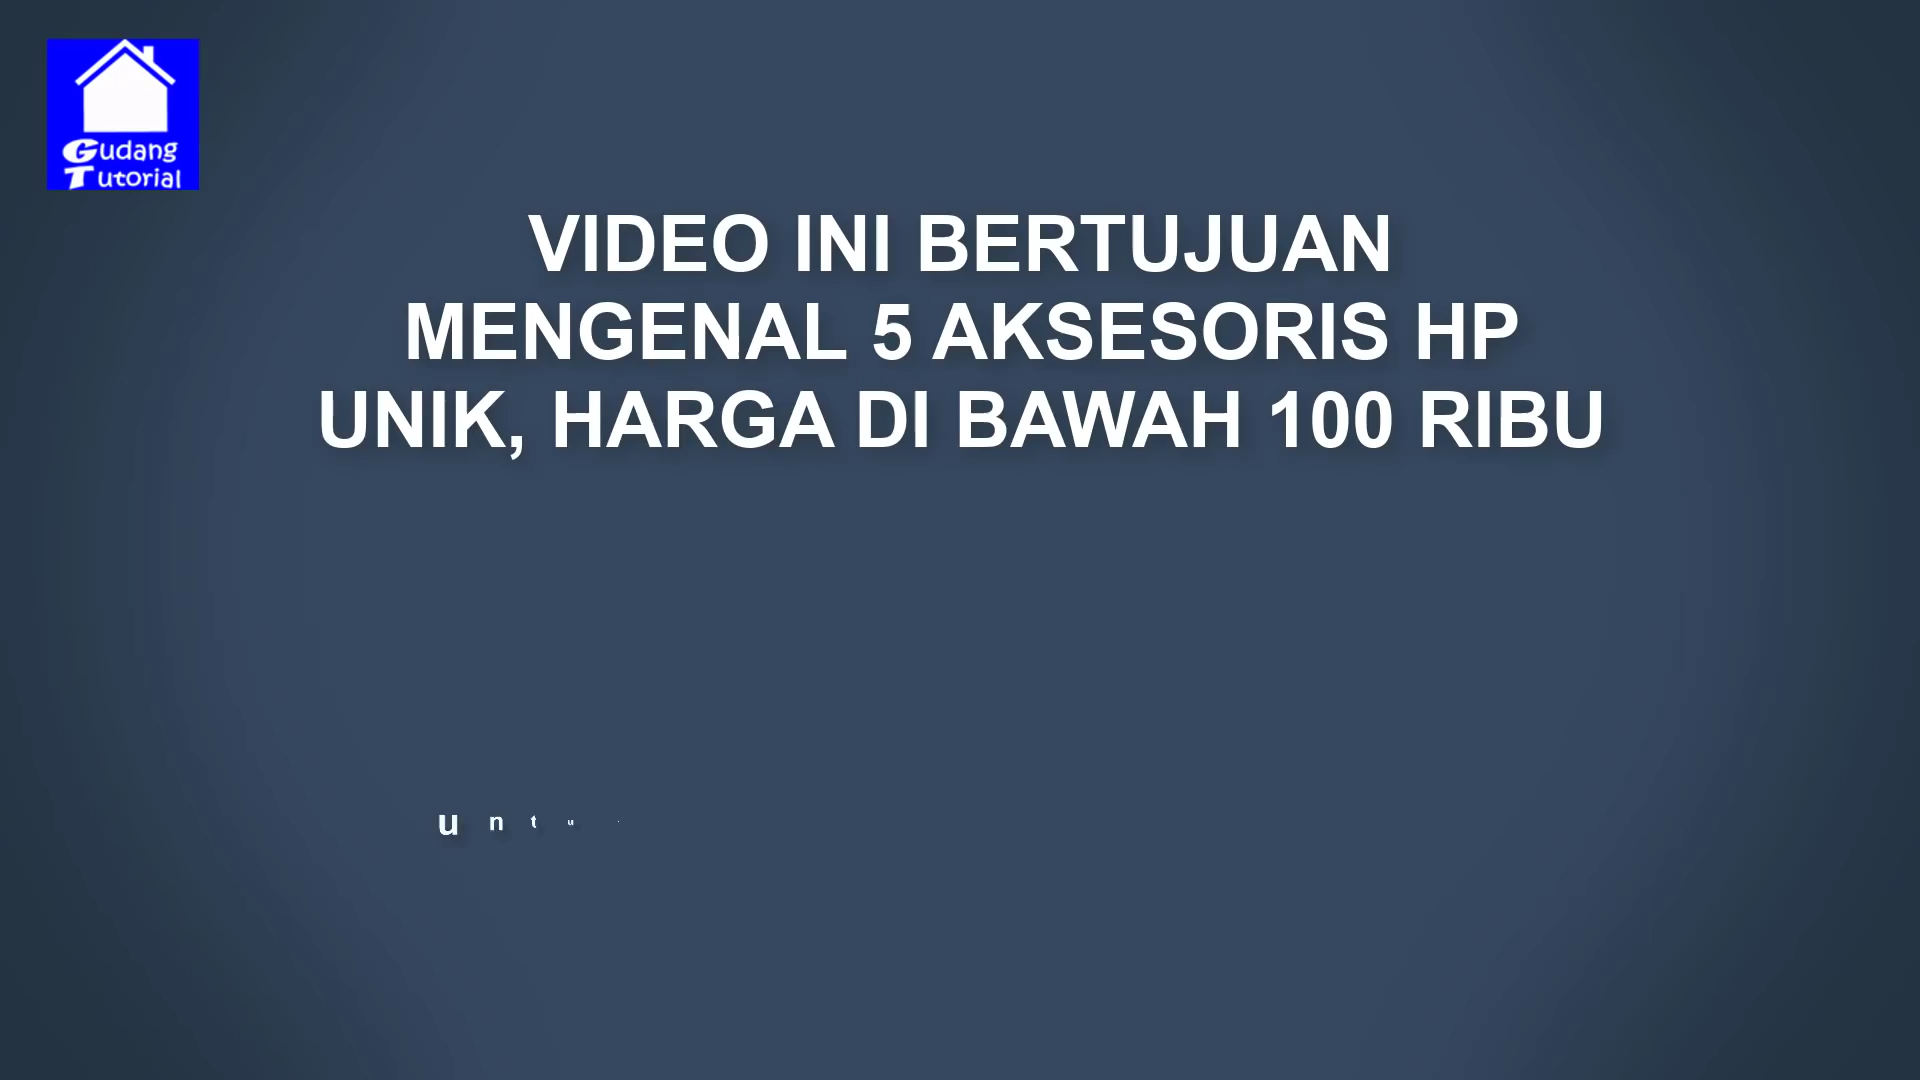 Gudang
Tutorial
VIDEO INI BERTUJUAN
MENGENAL 5 AKSESORIS HP
UNIK, HARGA DI BAWAH 100 RIBU
u n t u